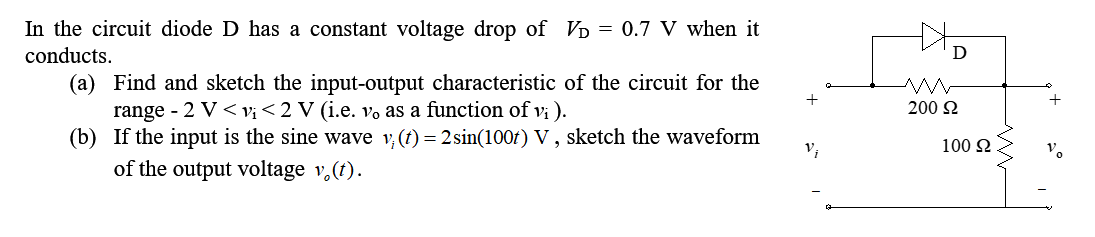 In the circuit diode D has a constant voltage drop of V_D = 0.7 V when it
conducts.
(a) Find and sketch the input-output characteristic of the circuit for the
range - 2 V < v_i < 2 V (i.e. v_o as a function of v_i ).
(b) If the input is the sine wave v_i(t) = 2sin(100t) V , sketch the waveform
of the output voltage v_o(t).
D
+
200 Ω
+
v_i
100 Ω
v_o
-
-